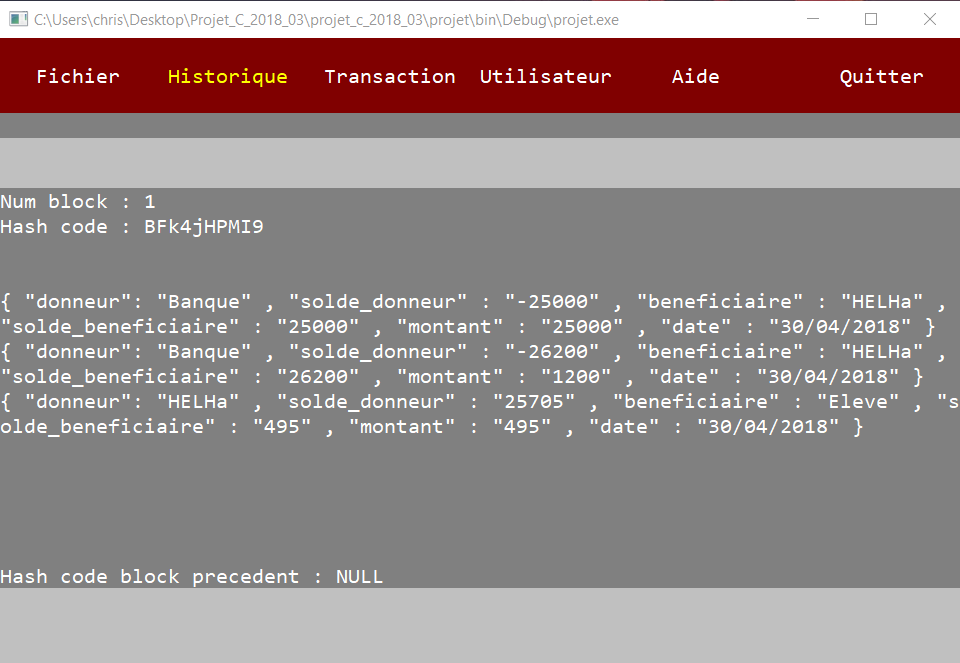 C:\Users\chris\Desktop\Projet_C_2018_03\projet_c_2018_03\projet\bin\Debug\projet.exe
Fichier Historique Transaction Utilisateur Aide Quitter
Num block : 1
Hash code : BFk4jHPMI9
{ "donneur": "Banque" , "solde_donneur" : "-25000" , "beneficiaire" : "HELHa" ,
"solde_beneficiaire" : "25000" , "montant" : "25000" , "date" : "30/04/2018" }
{ "donneur": "Banque" , "solde_donneur" : "-26200" , "beneficiaire" : "HELHa" ,
"solde_beneficiaire" : "26200" , "montant" : "1200" , "date" : "30/04/2018" }
{ "donneur": "HELHa" , "solde_donneur" : "25705" , "beneficiaire" : "Eleve" , "s
olde_beneficiaire" : "495" , "montant" : "495" , "date" : "30/04/2018" }
Hash code block precedent : NULL